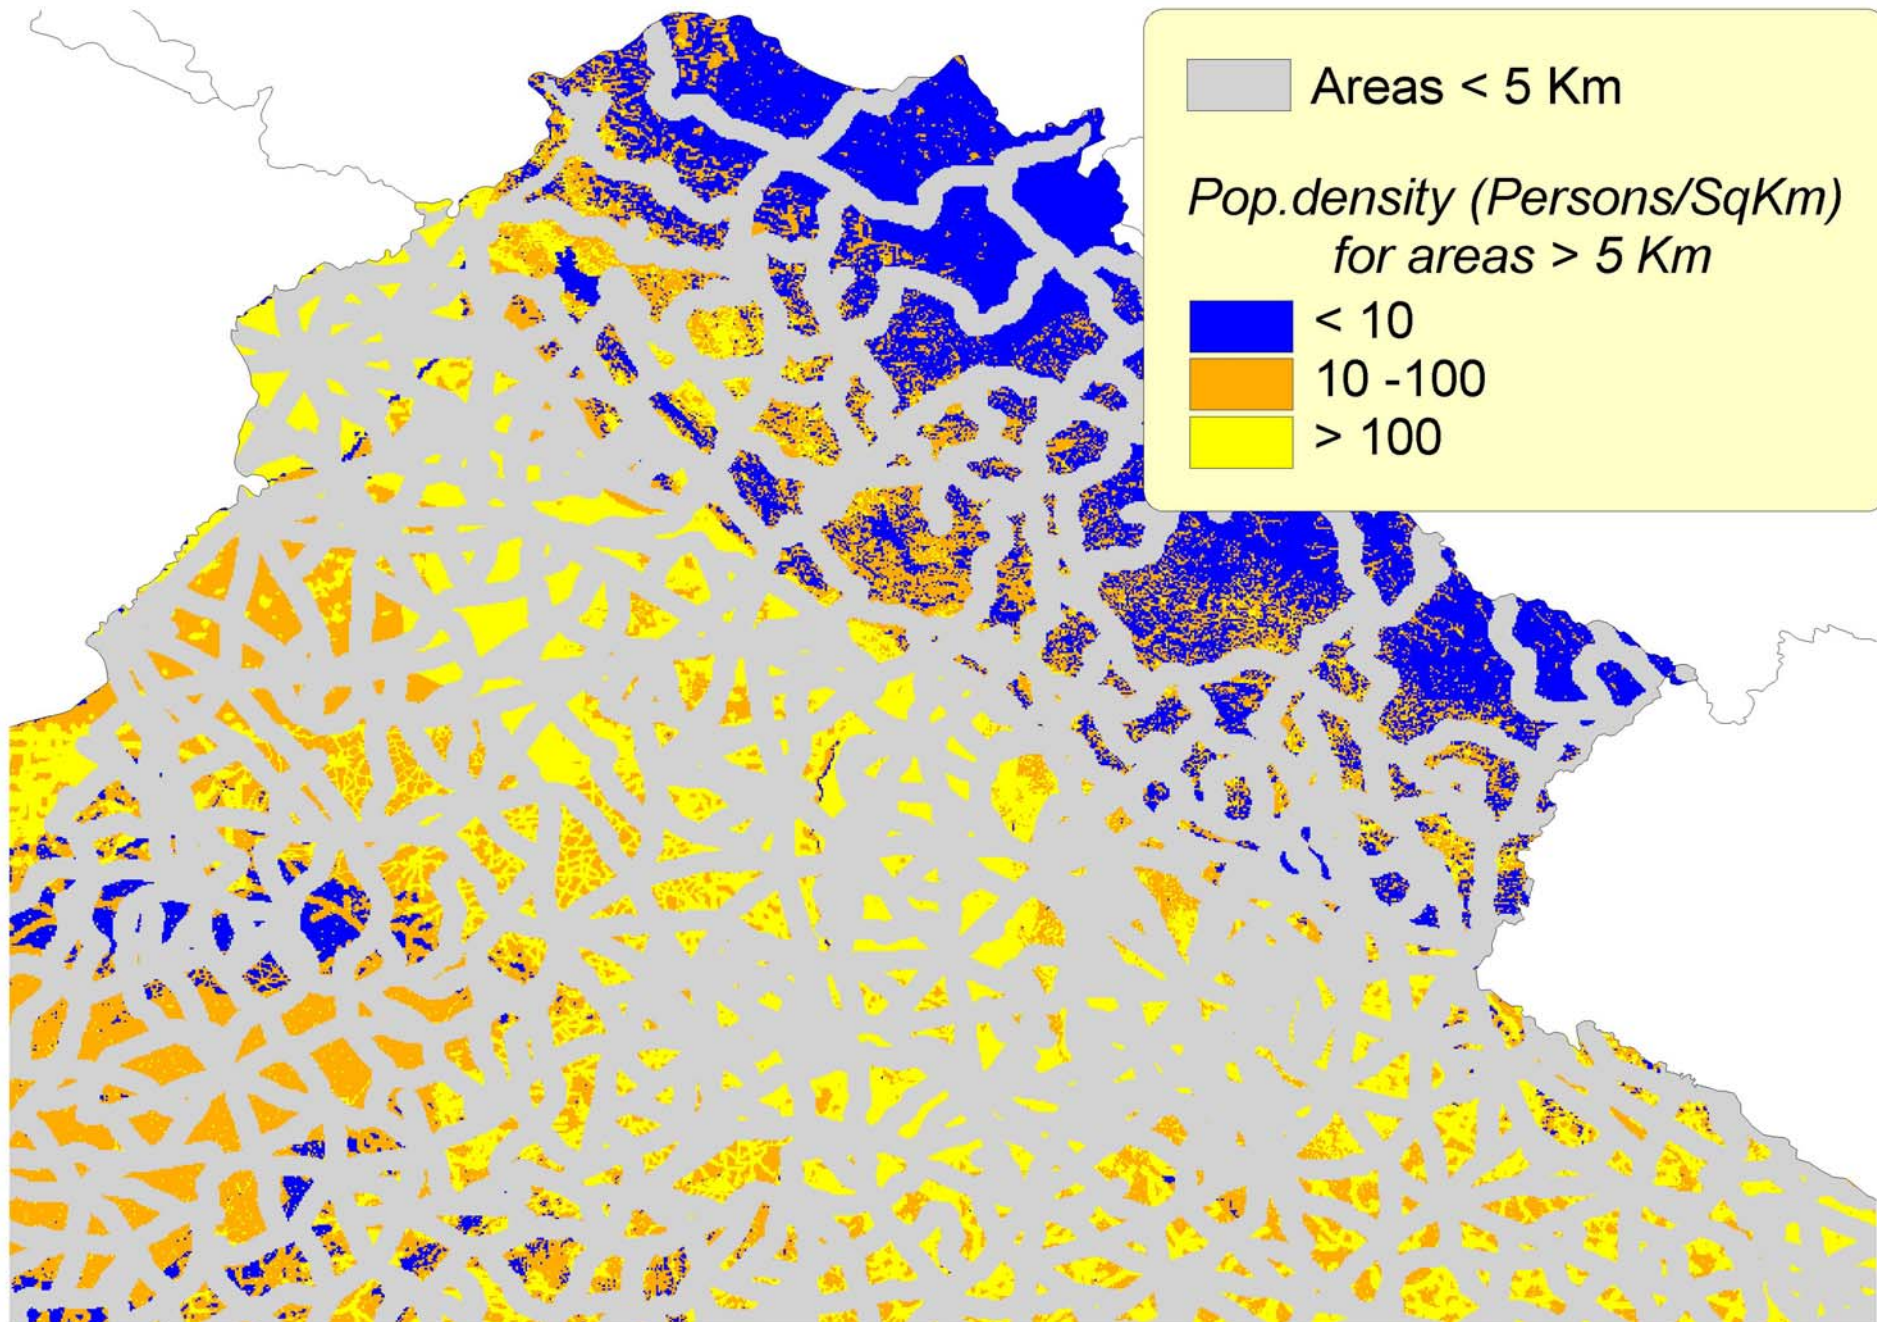 Areas < 5 Km
Pop.density (Persons/SqKm)
for areas > 5 Km
< 10
10 -100
> 100